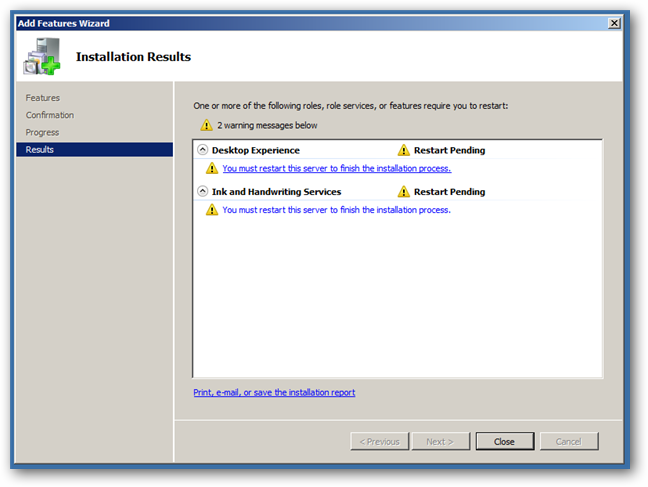 Add Features Wizard
Installation Results
Features
Confirmation
Progress
Results
One or more of the following roles, role services, or features require you to restart:
2 warning messages below
Desktop Experience Restart Pending
You must restart this server to finish the installation process.
Ink and Handwriting Services Restart Pending
You must restart this server to finish the installation process.
Print, e-mail, or save the installation report
< Previous Next > Close Cancel